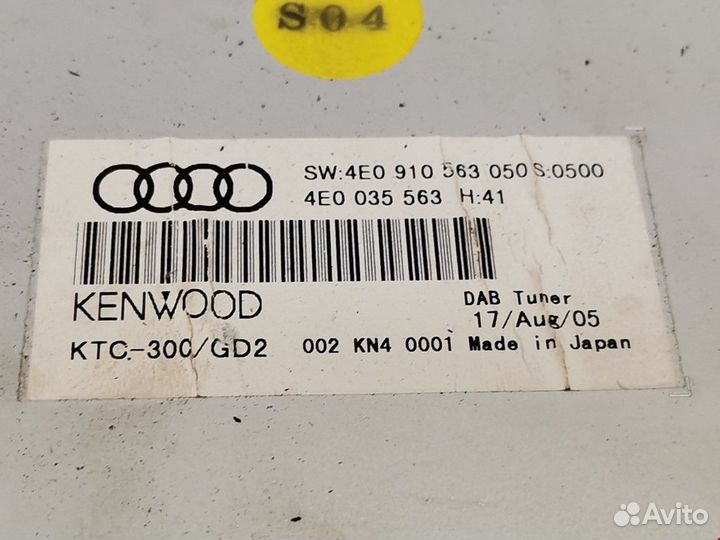 S04
SW:4E0 910 563 050 S:0500
4E0 035 563 H:41
KENWOOD
DAB Tuner
17/Aug/05
KTC-300/GD2 002 KN4 0001 Made in Japan
Avito